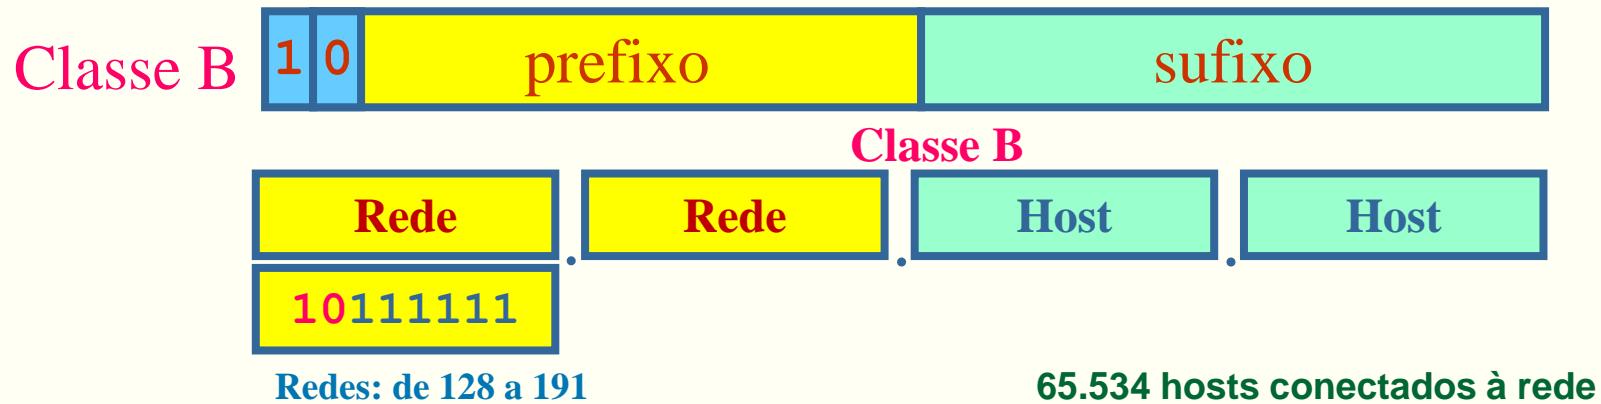 Classe B 1 0 prefixo sufixo
Classe B
Rede . Rede . Host . Host
10111111
Redes: de 128 a 191 65.534 hosts conectados à rede